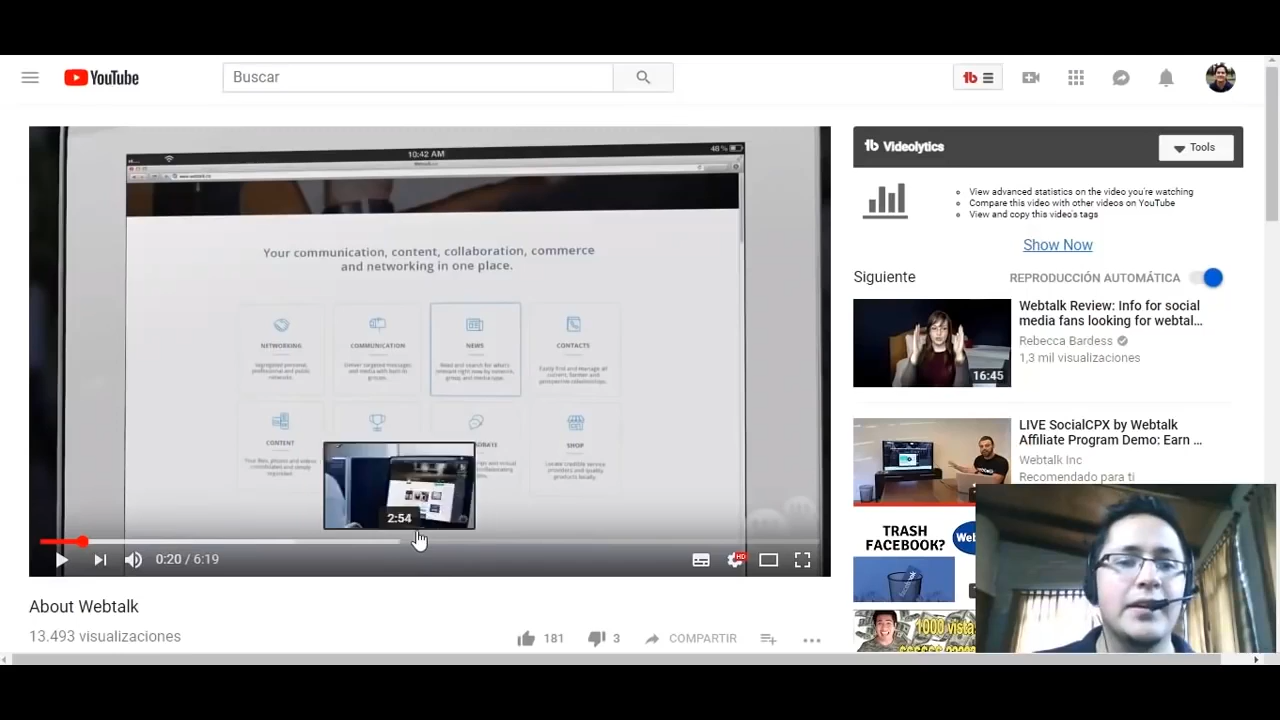 YouTube
Buscar
10:42 AM
48 %
Your communication, content, collaboration, commerce
and networking in one place.
NETWORKING
COMMUNICATION
NEWS
CONTACTS
CONTENT
SHOP
2:54
0:20 / 6:19
HD
About Webtalk
13.493 visualizaciones
181
3
COMPARTIR
Videolytics
Tools
View advanced statistics on the video you're watching
Compare this video with other videos on YouTube
View and copy this video's tags
Show Now
Siguiente
REPRODUCCIÓN AUTOMÁTICA
Webtalk Review: Info for social
media fans looking for webtal...
Rebecca Bardess
1,3 mil visualizaciones
16:45
LIVE SocialCPX by Webtalk
Affiliate Program Demo: Earn ...
Webtalk Inc
Recomendado para ti
TRASH
FACEBOOK?
1000